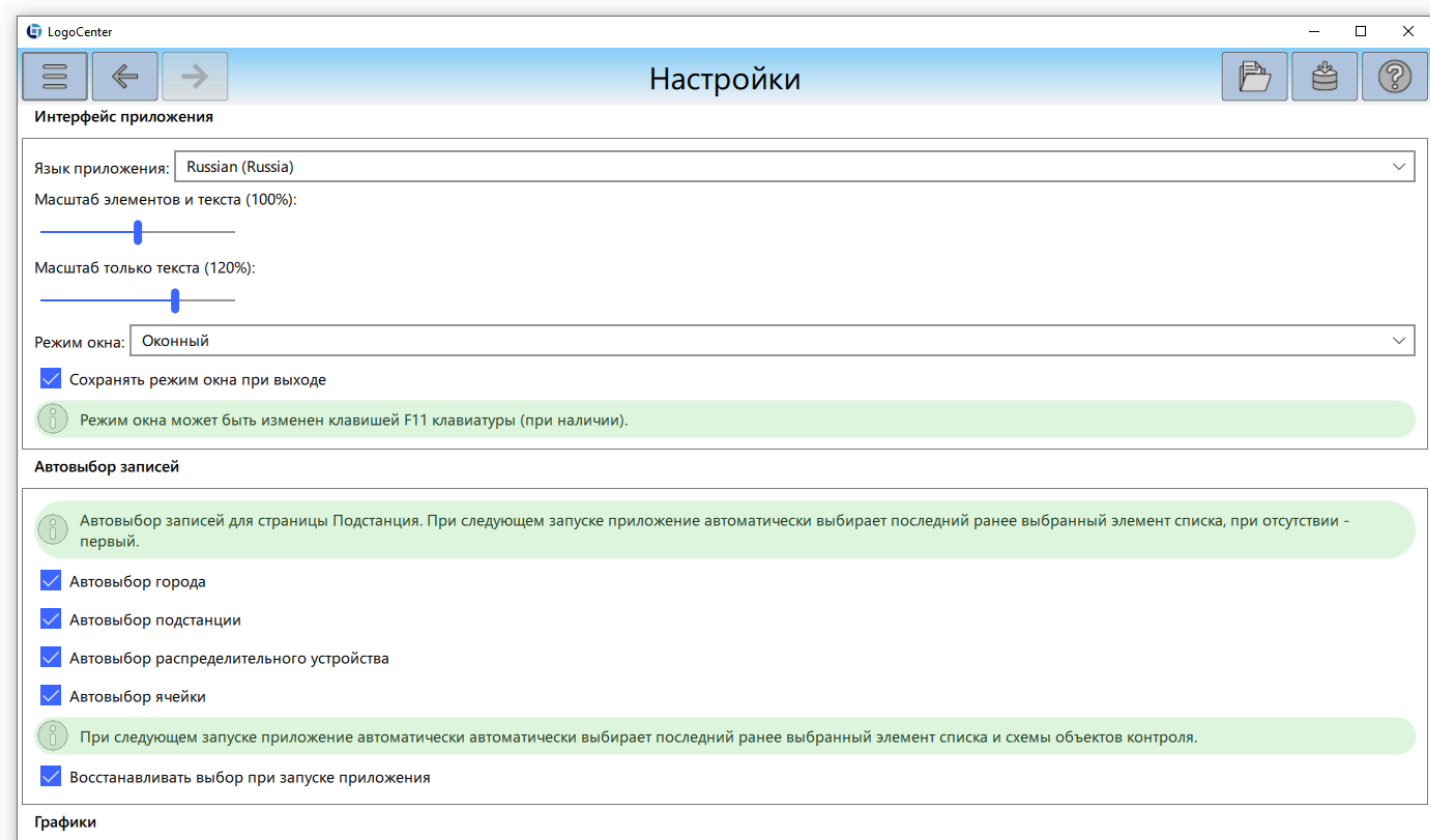 LogoCenter
Настройки
Интерфейс приложения
Язык приложения: Russian (Russia)
Масштаб элементов и текста (100%):
Масштаб только текста (120%):
Режим окна: Оконный
Сохранять режим окна при выходе
Режим окна может быть изменен клавишей F11 клавиатуры (при наличии).
Автовыбор записей
Автовыбор записей для страницы Подстанция. При следующем запуске приложение автоматически выбирает последний ранее выбранный элемент списка, при отсутствии -
первый.
Автовыбор города
Автовыбор подстанции
Автовыбор распределительного устройства
Автовыбор ячейки
При следующем запуске приложение автоматически автоматически выбирает последний ранее выбранный элемент списка и схемы объектов контроля.
Восстанавливать выбор при запуске приложения
Графики